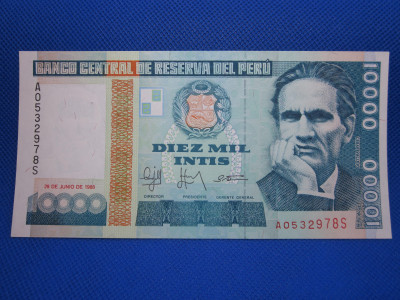 BANCO CENTRAL DE RESERVA DEL PERÚ
A0532978S
DIEZ MIL
INTIS
28 DE JUNIO DE 1988
10000
DIRECTOR PRESIDENTE GERENTE GENERAL
A0532978S
10000
10000